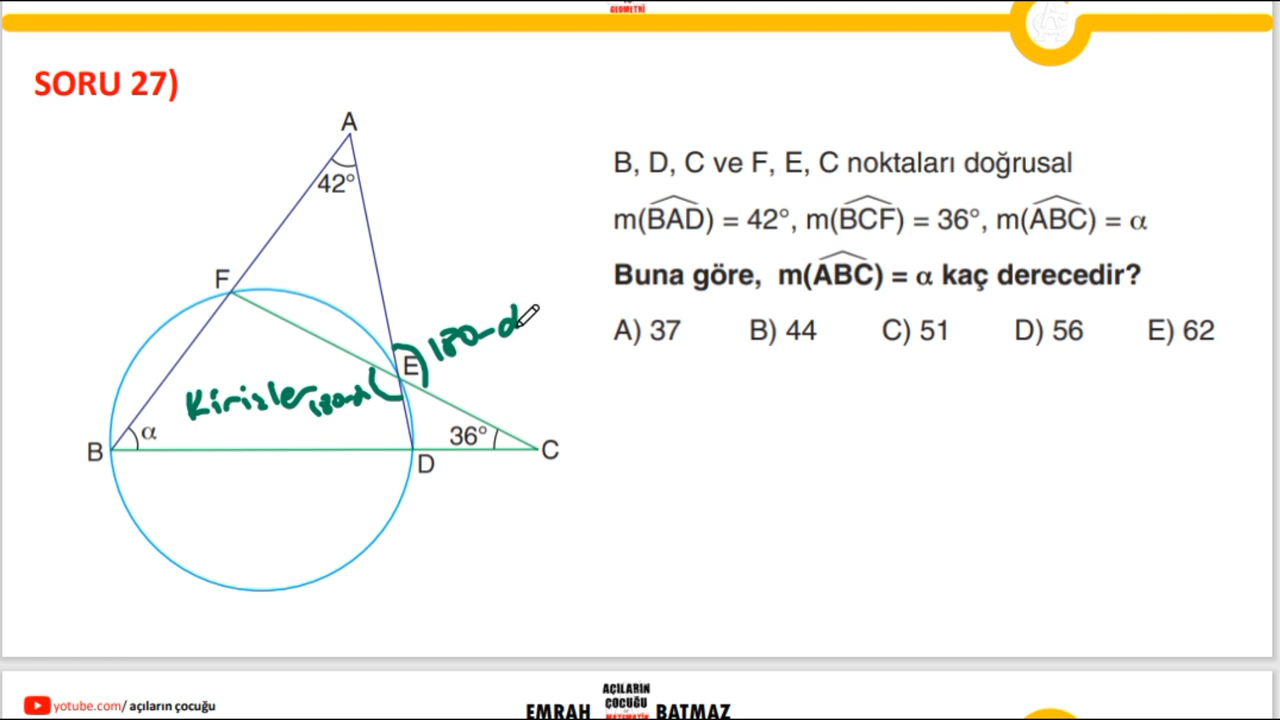 GEOMETRİ
SORU 27)
A
42°
F
E
180-α
Kirişler 180-α
B
α
36°
C
D
B, D, C ve F, E, C noktaları doğrusal
m(BAD) = 42°, m(BCF) = 36°, m(ABC) = α
Buna göre, m(ABC) = α kaç derecedir?
A) 37 B) 44 C) 51 D) 56 E) 62
yotube.com/ açıların çocuğu
EMRAH
AÇILARIN
ÇOCUĞU
MATEMATİK
BATMAZ